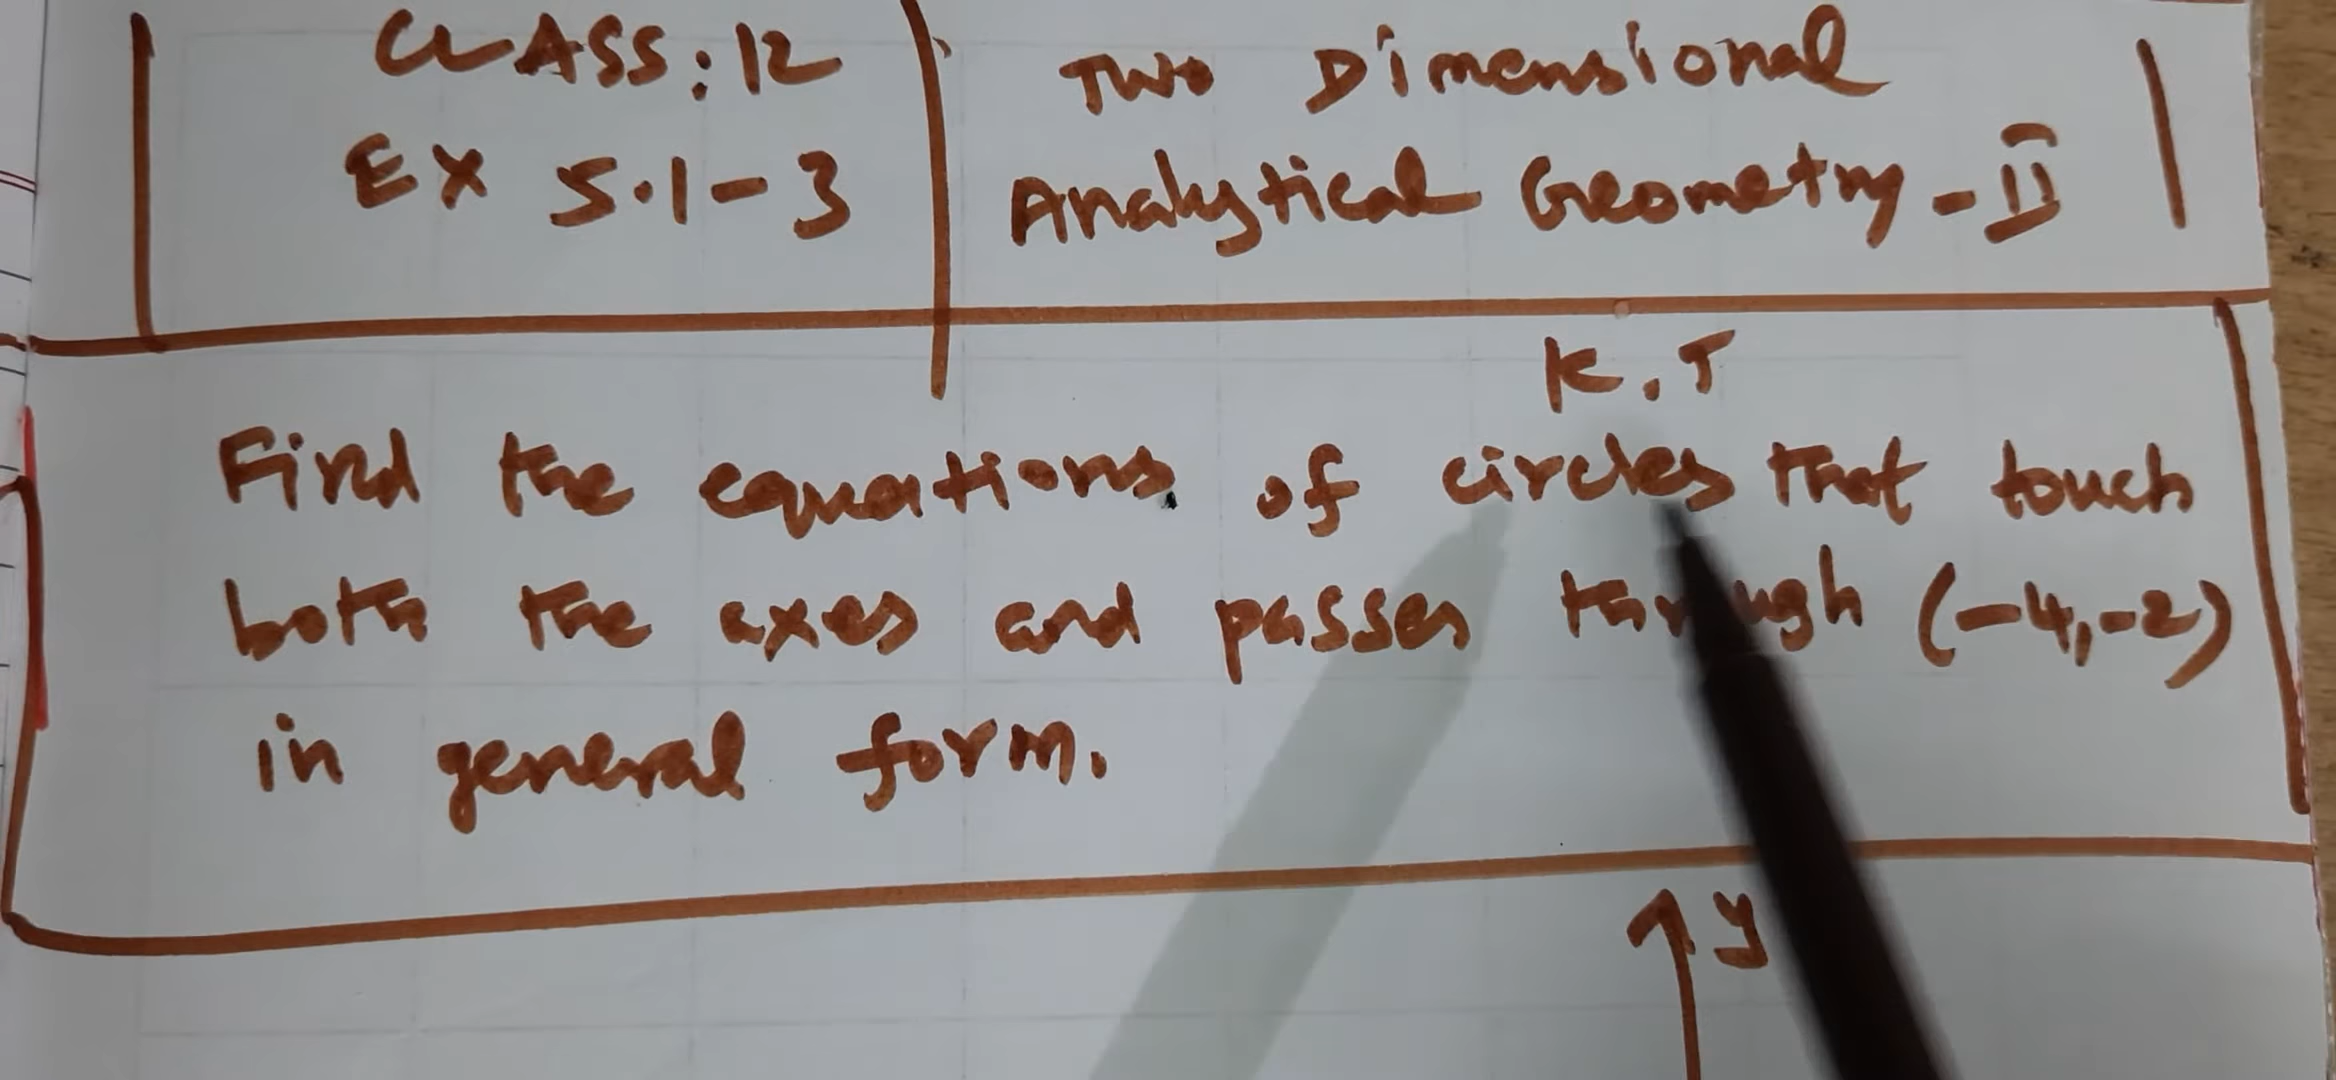 CLASS: 12
EX 5.1-3
Two Dimensional
Analytical Geometry - II
K.T
Find the equations of circles that touch
both the axes and passes through (-4,-2)
in general form.
y